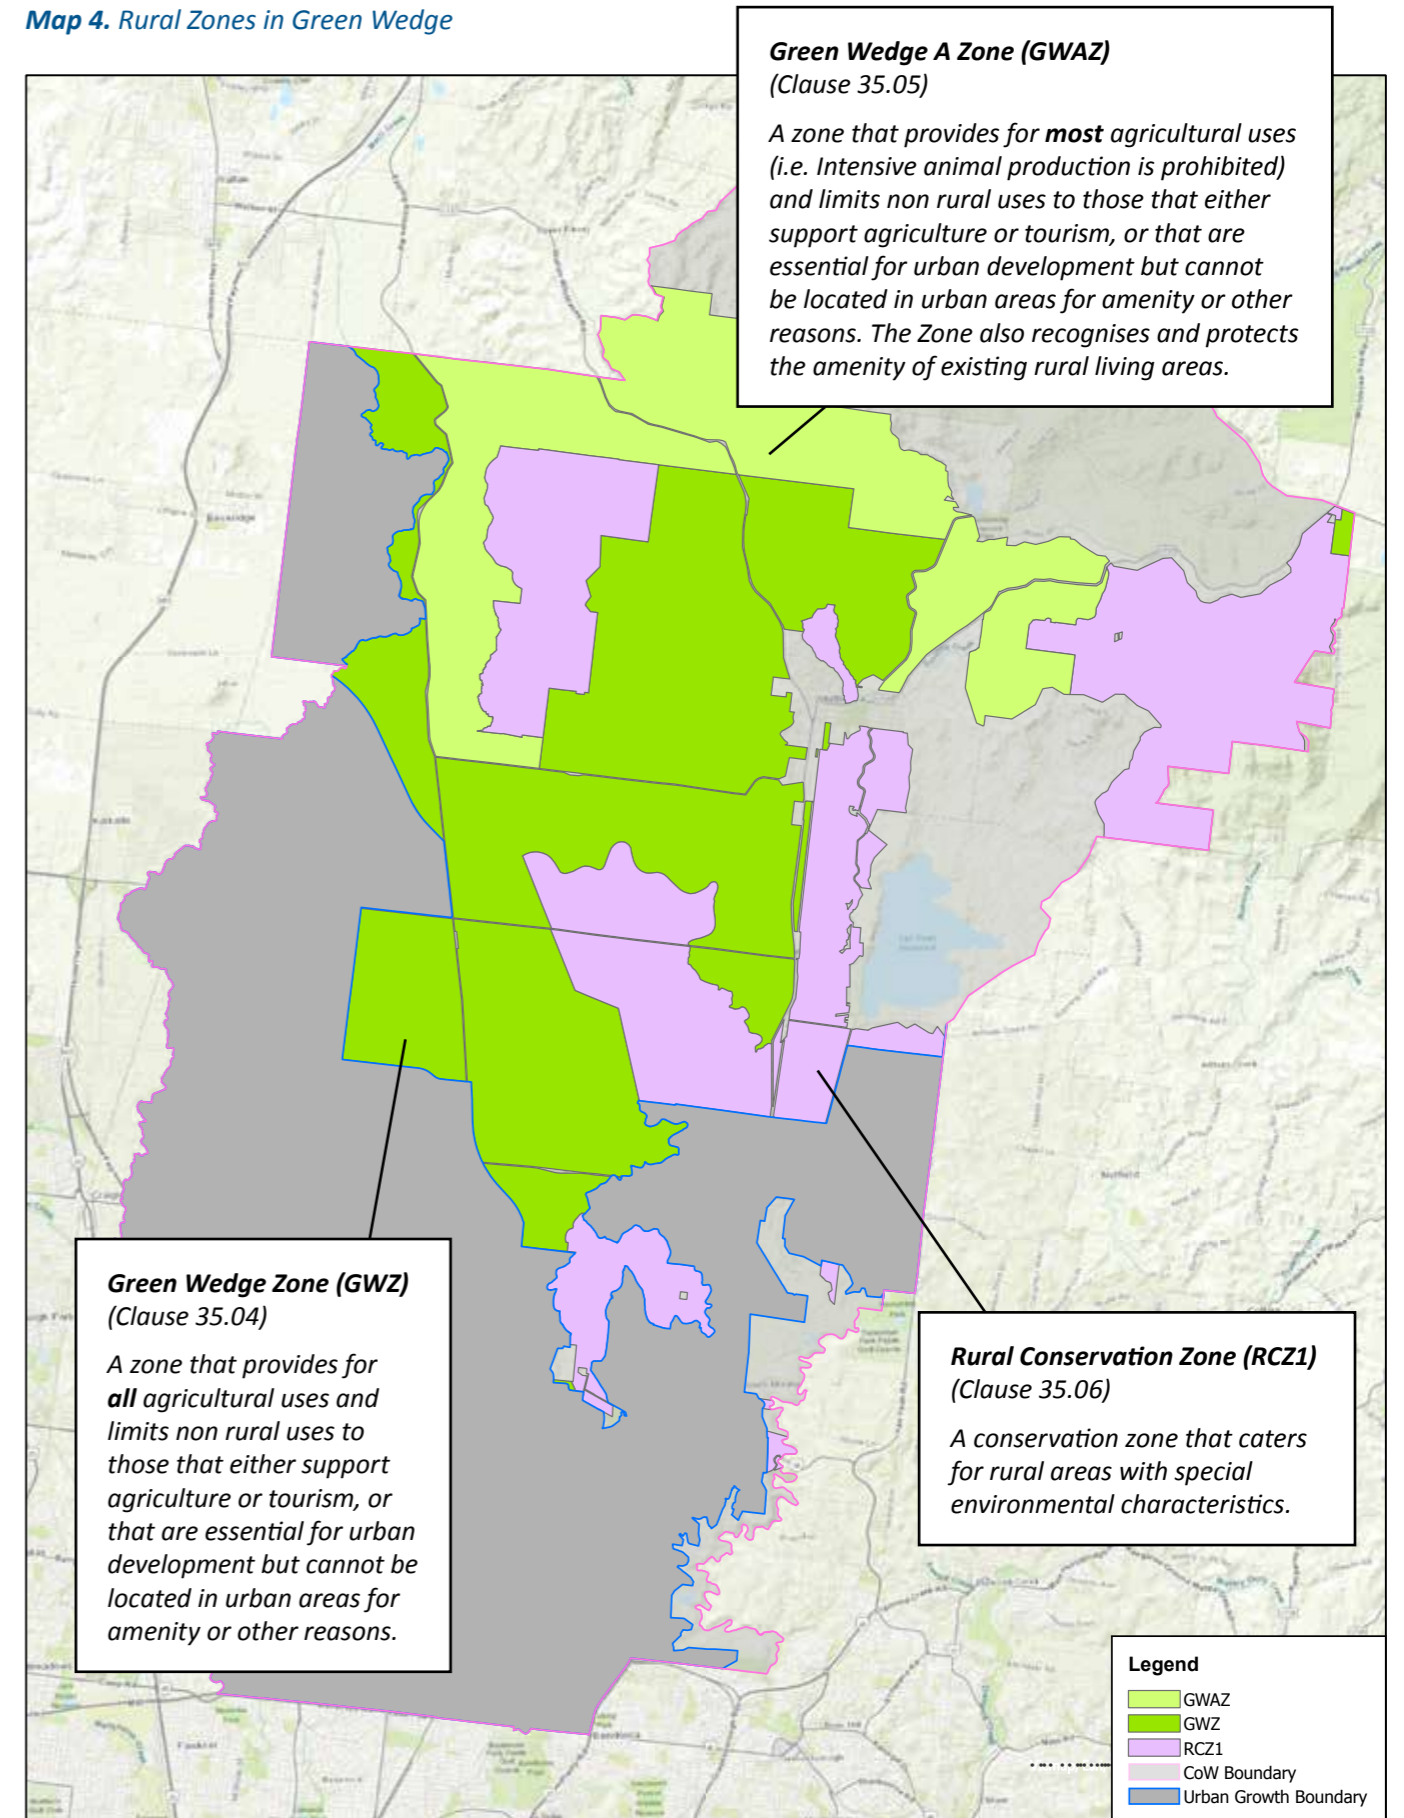 Map 4. Rural Zones in Green Wedge
Green Wedge A Zone (GWAZ)
(Clause 35.05)
A zone that provides for most agricultural uses
(i.e. Intensive animal production is prohibited)
and limits non rural uses to those that either
support agriculture or tourism, or that are
essential for urban development but cannot
be located in urban areas for amenity or other
reasons. The Zone also recognises and protects
the amenity of existing rural living areas.
Green Wedge Zone (GWZ)
(Clause 35.04)
A zone that provides for
all agricultural uses and
limits non rural uses to
those that either support
agriculture or tourism, or
that are essential for urban
development but cannot be
located in urban areas for
amenity or other reasons.
Rural Conservation Zone (RCZ1)
(Clause 35.06)
A conservation zone that caters
for rural areas with special
environmental characteristics.
Legend
GWAZ
GWZ
RCZ1
CoW Boundary
Urban Growth Boundary